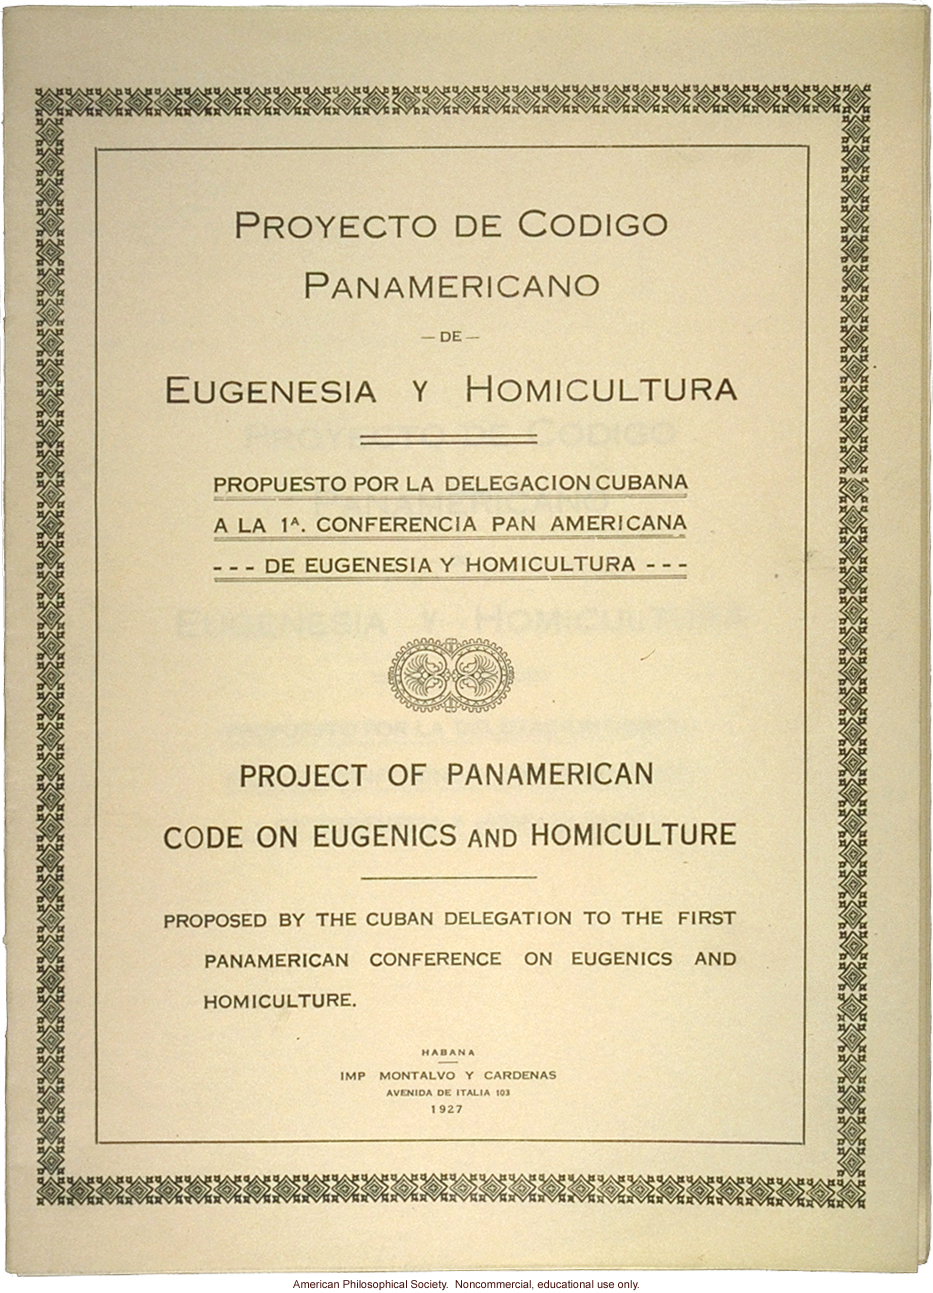 PROYECTO DE CODIGO
PANAMERICANO
— DE —
EUGENESIA Y HOMICULTURA
PROPUESTO POR LA DELEGACION CUBANA
A LA 1ᴬ. CONFERENCIA PAN AMERICANA
- - - DE EUGENESIA Y HOMICULTURA - - -
PROJECT OF PANAMERICAN
CODE ON EUGENICS AND HOMICULTURE
PROPOSED BY THE CUBAN DELEGATION TO THE FIRST
PANAMERICAN CONFERENCE ON EUGENICS AND
HOMICULTURE.
HABANA
IMP MONTALVO Y CARDENAS
AVENIDA DE ITALIA 103
1927
American Philosophical Society. Noncommercial, educational use only.